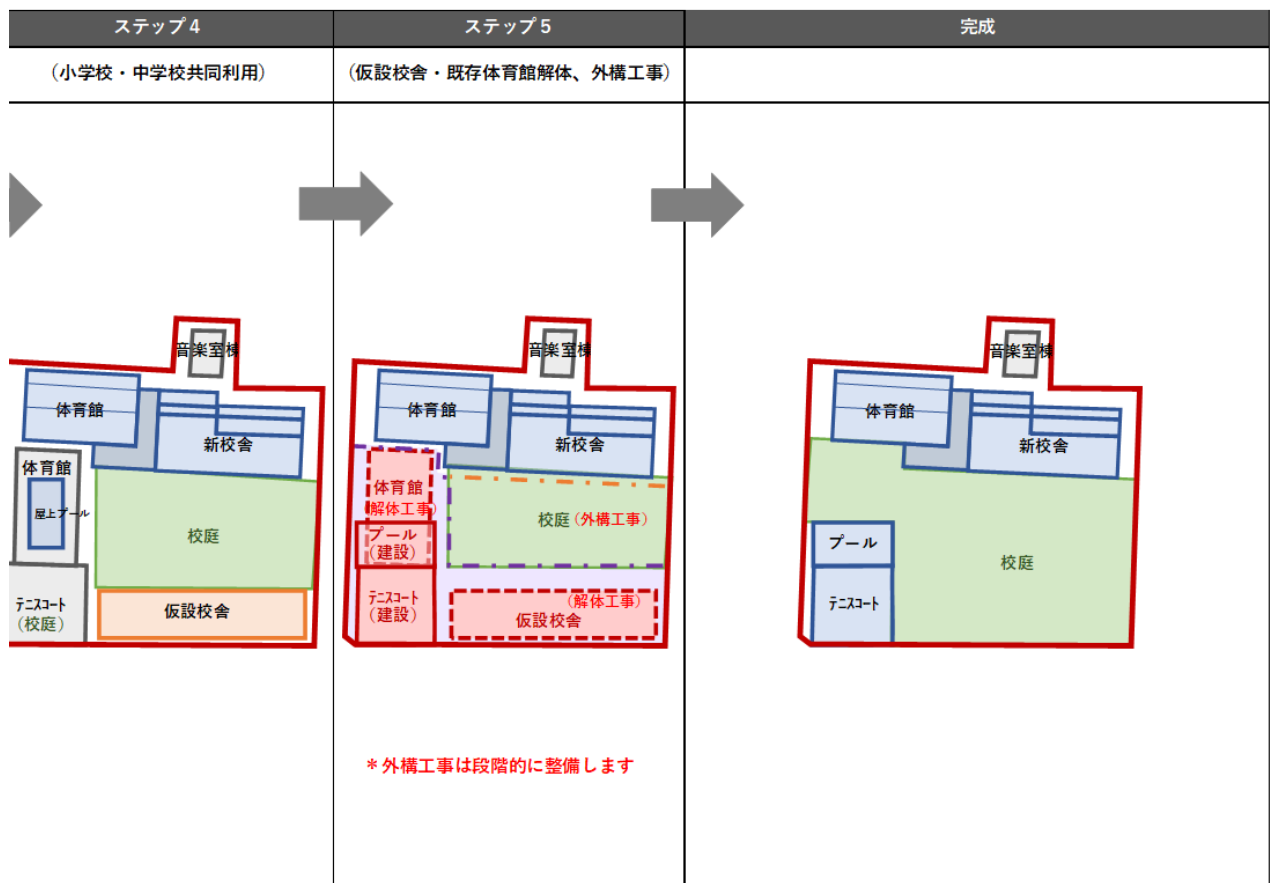 ステップ4
ステップ5
完成
(小学校・中学校共同利用)
(仮設校舎・既存体育館解体、外構工事)
音楽室棟
体育館
新校舎
体育館
屋上プール
校庭
テニスコート
(校庭)
仮設校舎
音楽室棟
体育館
新校舎
体育館
(解体工事)
プール
(建設)
校庭(外構工事)
テニスコート
(建設)
(解体工事)
仮設校舎
*外構工事は段階的に整備します
音楽室棟
体育館
新校舎
プール
校庭
テニスコート